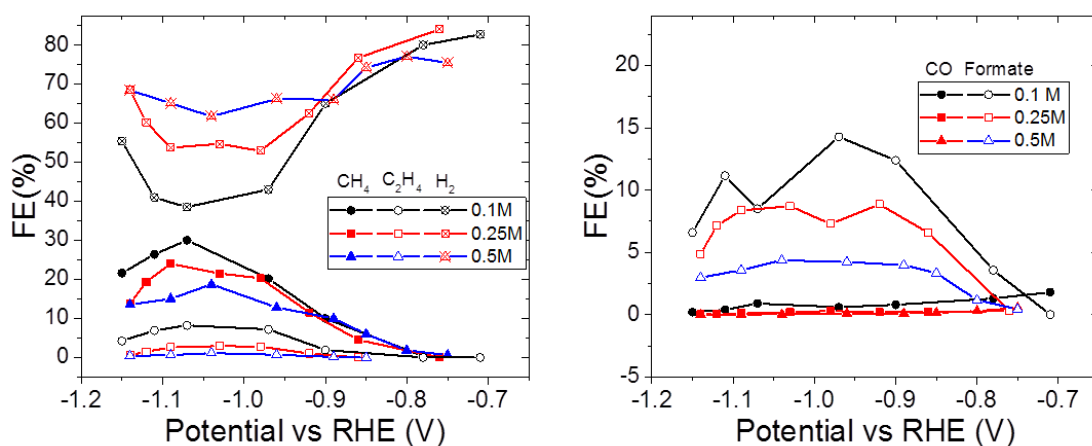 80
70
60
50
40
30
20
10
0
FE(%)
-1.2 -1.1 -1.0 -0.9 -0.8 -0.7
Potential vs RHE (V)
CH4 C2H4 H2
0.1M
0.25M
0.5M
20
15
10
5
0
-5
FE(%)
-1.2 -1.1 -1.0 -0.9 -0.8 -0.7
Potential vs RHE (V)
CO Formate
0.1 M
0.25M
0.5M